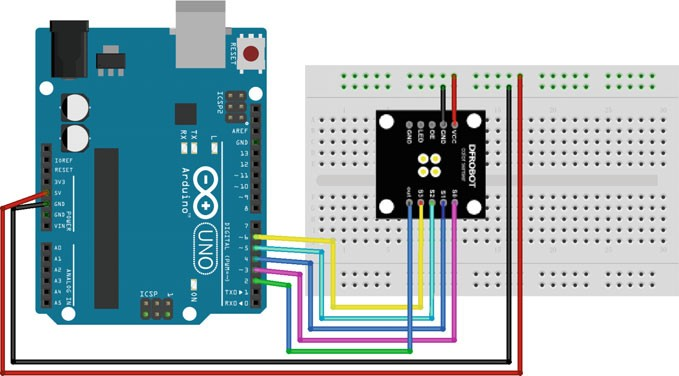 RESET
ICSP2
AREF
GND
13
12
~11
~10
~9
8
7
~6
~5
4
~3
2
TX▶1
RX◀0
L
TX
RX
Arduino
UNO
DIGITAL (PWM~)
ON
ICSP
1
IOREF
RESET
3V3
5V
GND
GND
VIN
POWER
A0
A1
A2
A3
A4
A5
ANALOG IN
GND
LED
OE
GND
VCC
DFROBOT
out
S3
S2
S1
S0